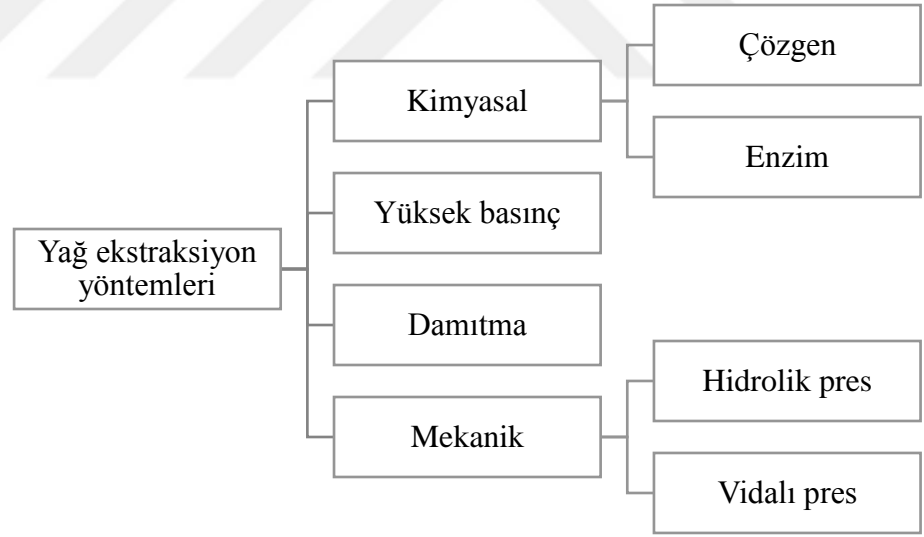 Yağ ekstraksiyon
yöntemleri
Kimyasal
Çözgen
Enzim
Yüksek basınç
Damıtma
Mekanik
Hidrolik pres
Vidalı pres